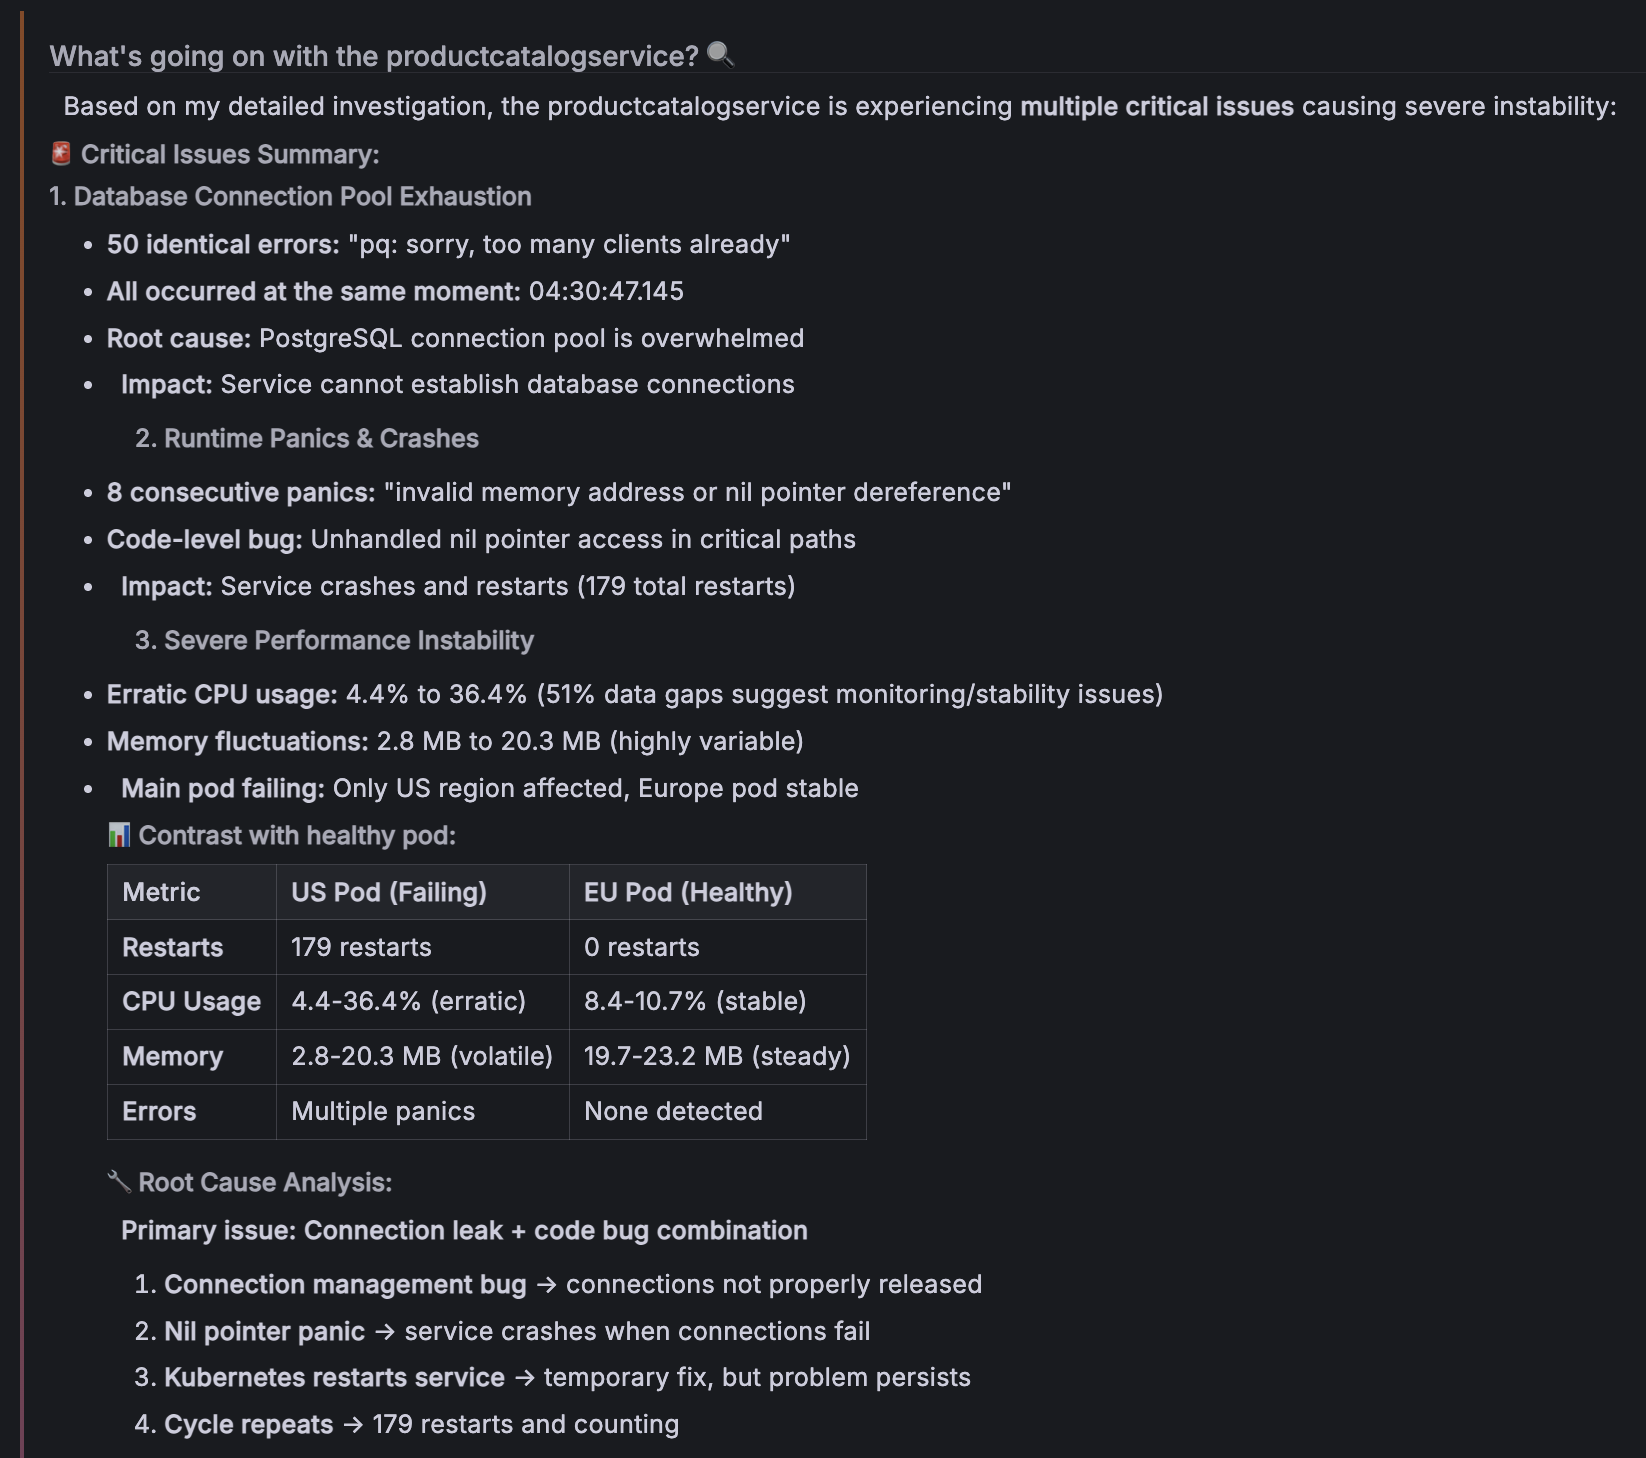 What's going on with the productcatalogservice? 🔍
Based on my detailed investigation, the productcatalogservice is experiencing multiple critical issues causing severe instability:
🚨 Critical Issues Summary:
1. Database Connection Pool Exhaustion
• 50 identical errors: "pq: sorry, too many clients already"
• All occurred at the same moment: 04:30:47.145
• Root cause: PostgreSQL connection pool is overwhelmed
• Impact: Service cannot establish database connections
2. Runtime Panics & Crashes
• 8 consecutive panics: "invalid memory address or nil pointer dereference"
• Code-level bug: Unhandled nil pointer access in critical paths
• Impact: Service crashes and restarts (179 total restarts)
3. Severe Performance Instability
• Erratic CPU usage: 4.4% to 36.4% (51% data gaps suggest monitoring/stability issues)
• Memory fluctuations: 2.8 MB to 20.3 MB (highly variable)
• Main pod failing: Only US region affected, Europe pod stable
📊 Contrast with healthy pod:
Metric US Pod (Failing) EU Pod (Healthy)
Restarts 179 restarts 0 restarts
CPU Usage 4.4-36.4% (erratic) 8.4-10.7% (stable)
Memory 2.8-20.3 MB (volatile) 19.7-23.2 MB (steady)
Errors Multiple panics None detected
🔧 Root Cause Analysis:
Primary issue: Connection leak + code bug combination
1. Connection management bug → connections not properly released
2. Nil pointer panic → service crashes when connections fail
3. Kubernetes restarts service → temporary fix, but problem persists
4. Cycle repeats → 179 restarts and counting